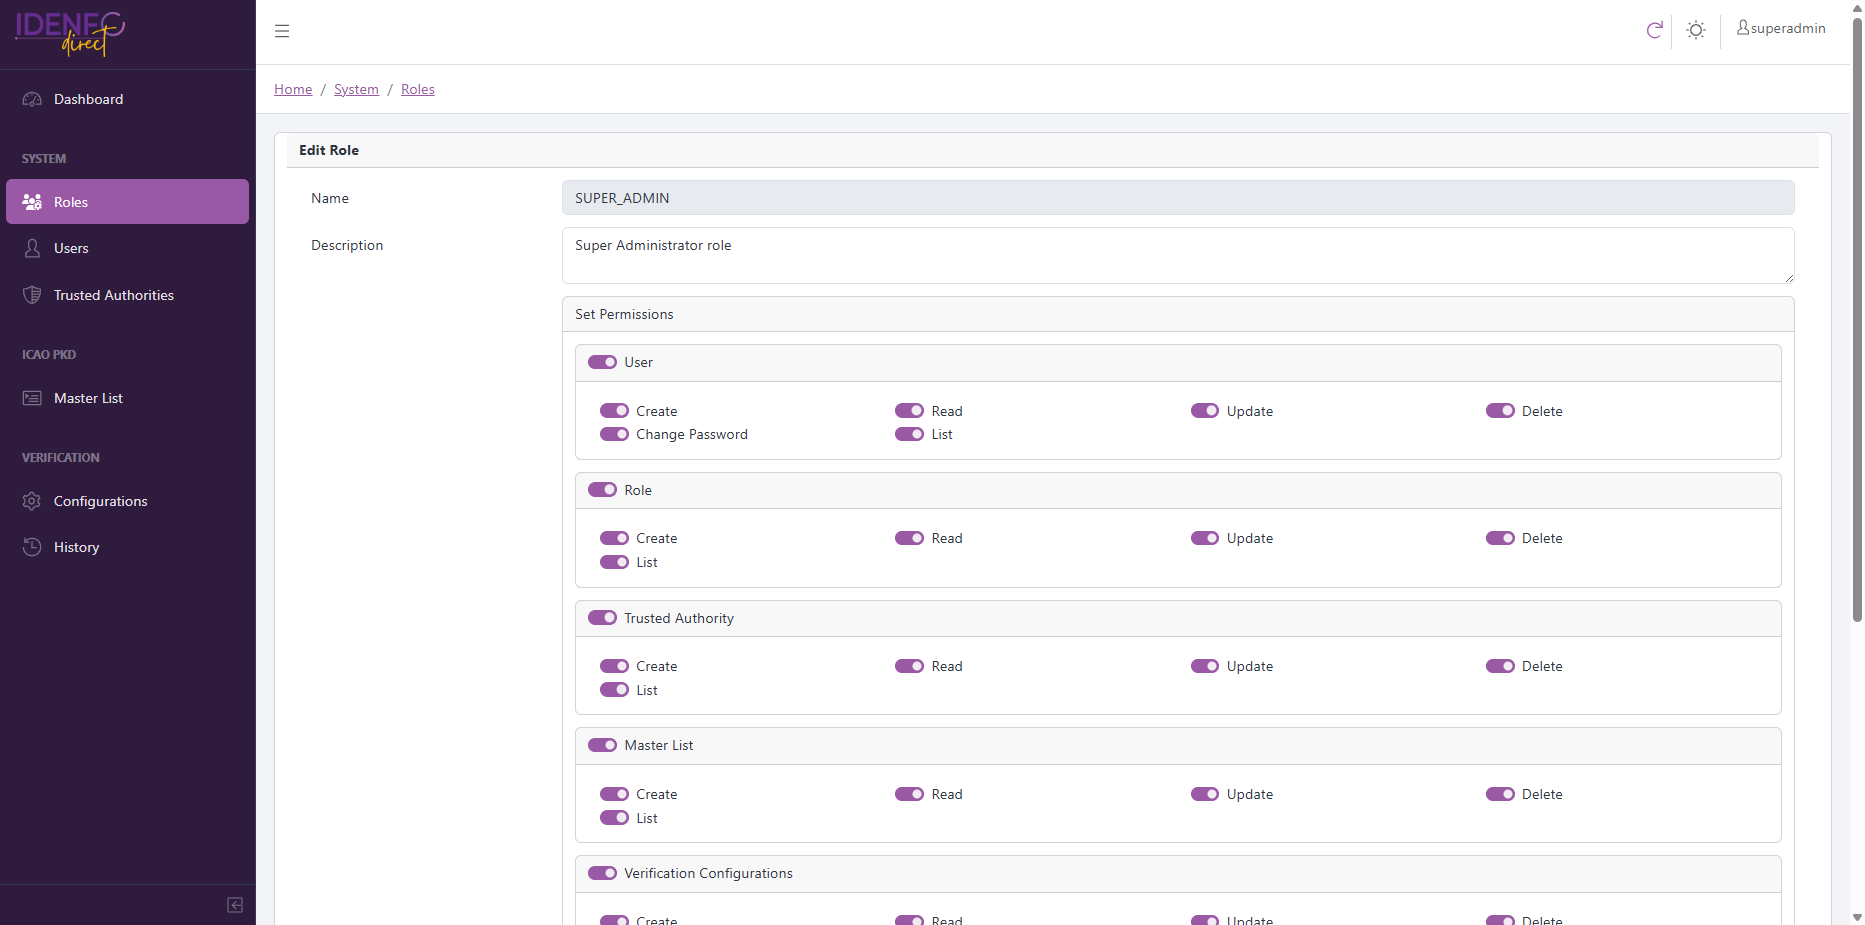 IDENFO
direct
superadmin
Dashboard
Home / System / Roles
SYSTEM
Roles
Users
Trusted Authorities
ICAO PKD
Master List
VERIFICATION
Configurations
History
Edit Role
Name
SUPER_ADMIN
Description
Super Administrator role
Set Permissions
User
Create Read Update Delete
Change Password List
Role
Create Read Update Delete
List
Trusted Authority
Create Read Update Delete
List
Master List
Create Read Update Delete
List
Verification Configurations
Create Read Update Delete